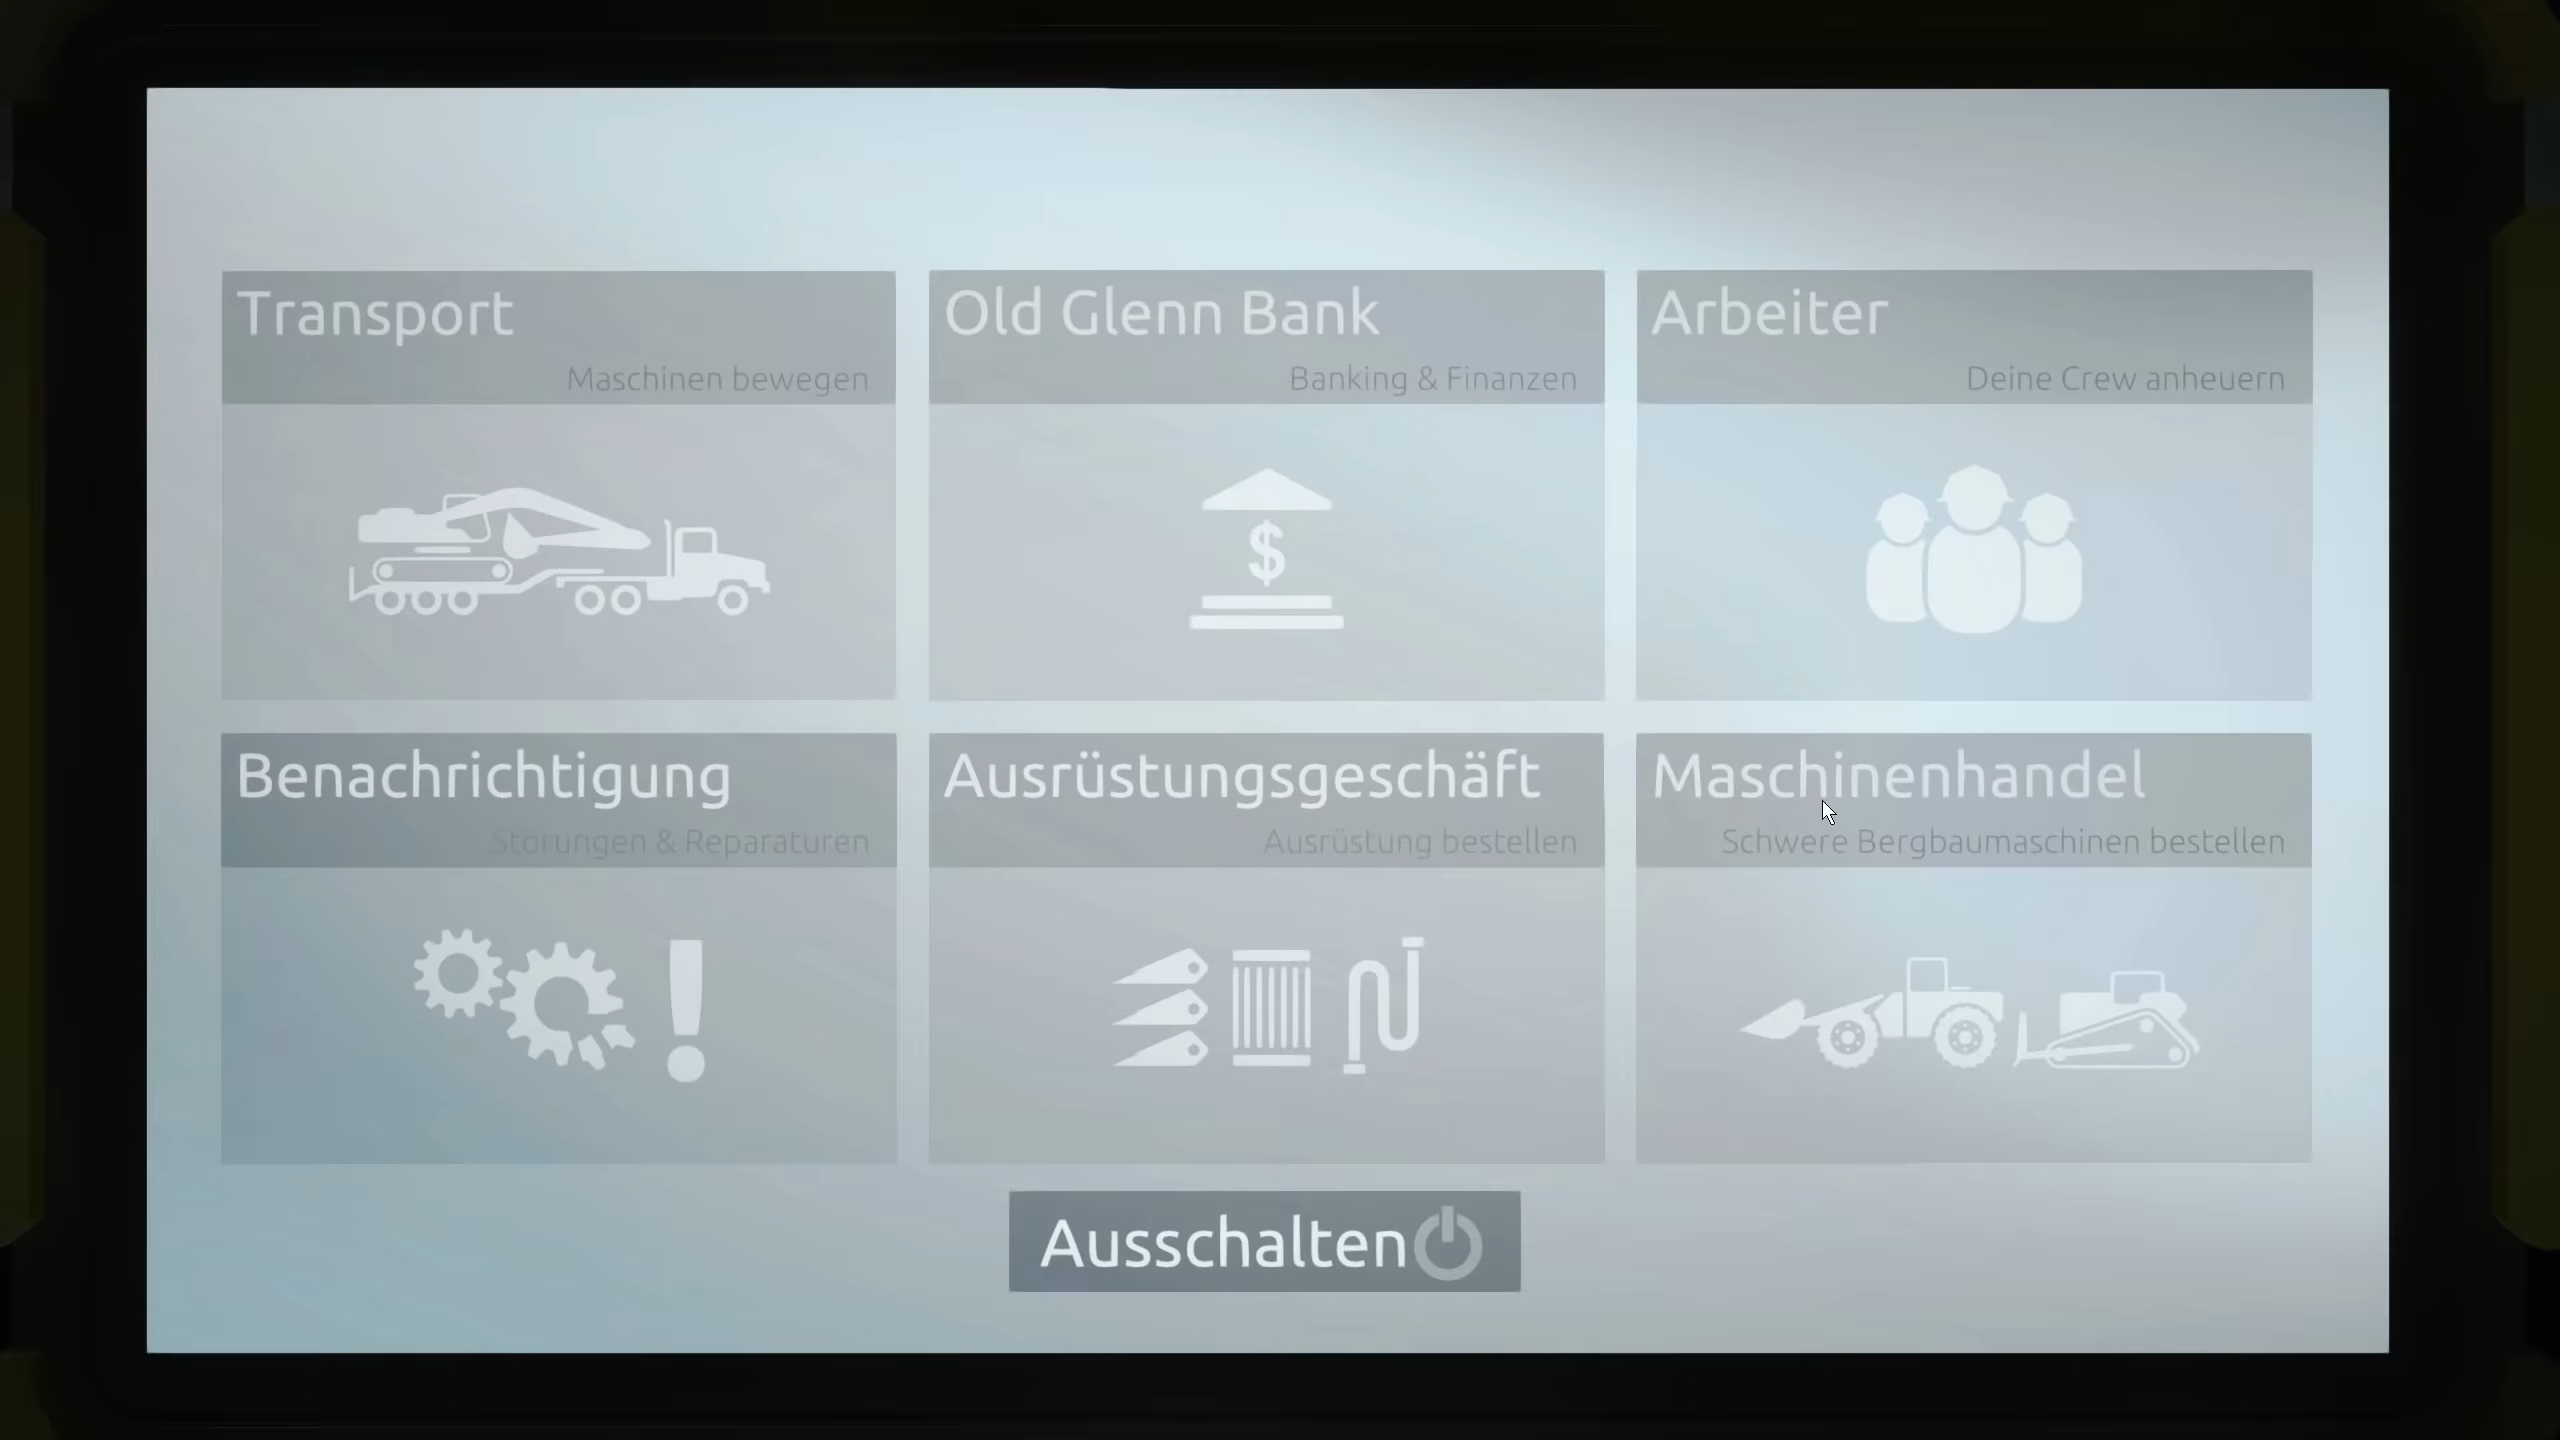 Transport
Maschinen bewegen
Old Glenn Bank
Banking & Finanzen
Arbeiter
Deine Crew anheuern
Benachrichtigung
Störungen & Reparaturen
Ausrüstungsgeschäft
Ausrüstung bestellen
Maschinenhandel
Schwere Bergbaumaschinen bestellen
$
Ausschalten